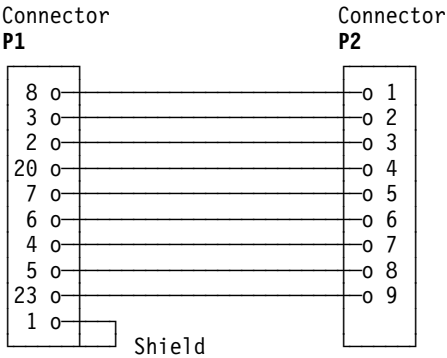 Connector Connector
P1 P2
8 o o 1
3 o o 2
2 o o 3
20 o o 4
7 o o 5
6 o o 6
4 o o 7
5 o o 8
23 o o 9
1 o
Shield